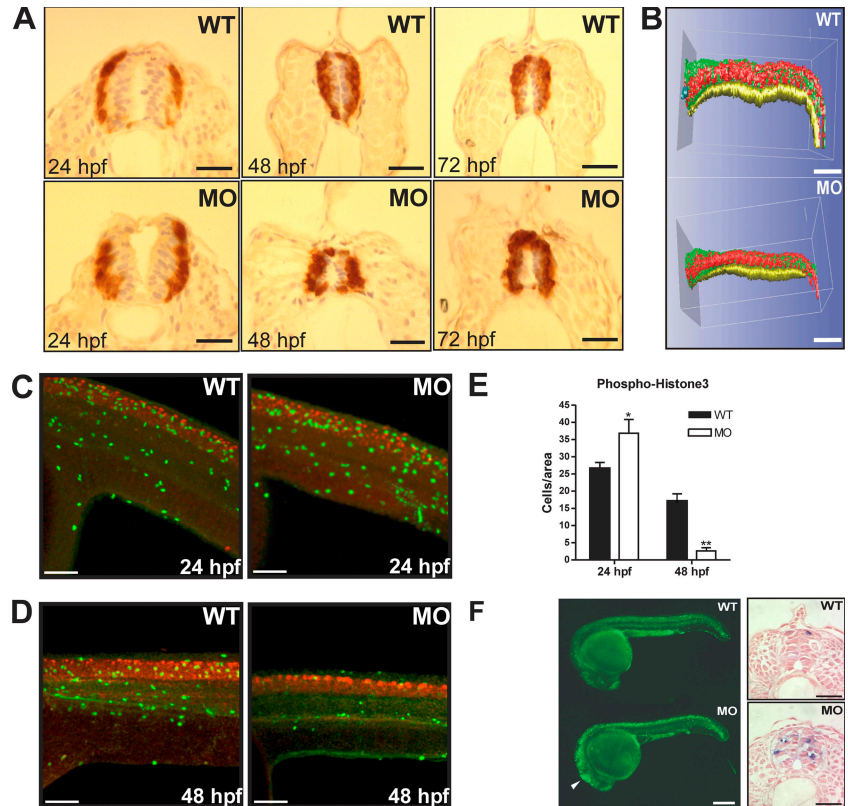 A
WT
WT
WT
24 hpf
48 hpf
72 hpf
MO
MO
MO
24 hpf
48 hpf
72 hpf
B
WT
MO
C
WT
MO
24 hpf
24 hpf
D
WT
MO
48 hpf
48 hpf
E
Phospho-Histone3
Cells/area
45
40
35
30
25
20
15
10
5
0
*
**
WT
MO
24 hpf
48 hpf
F
WT
MO
WT
MO